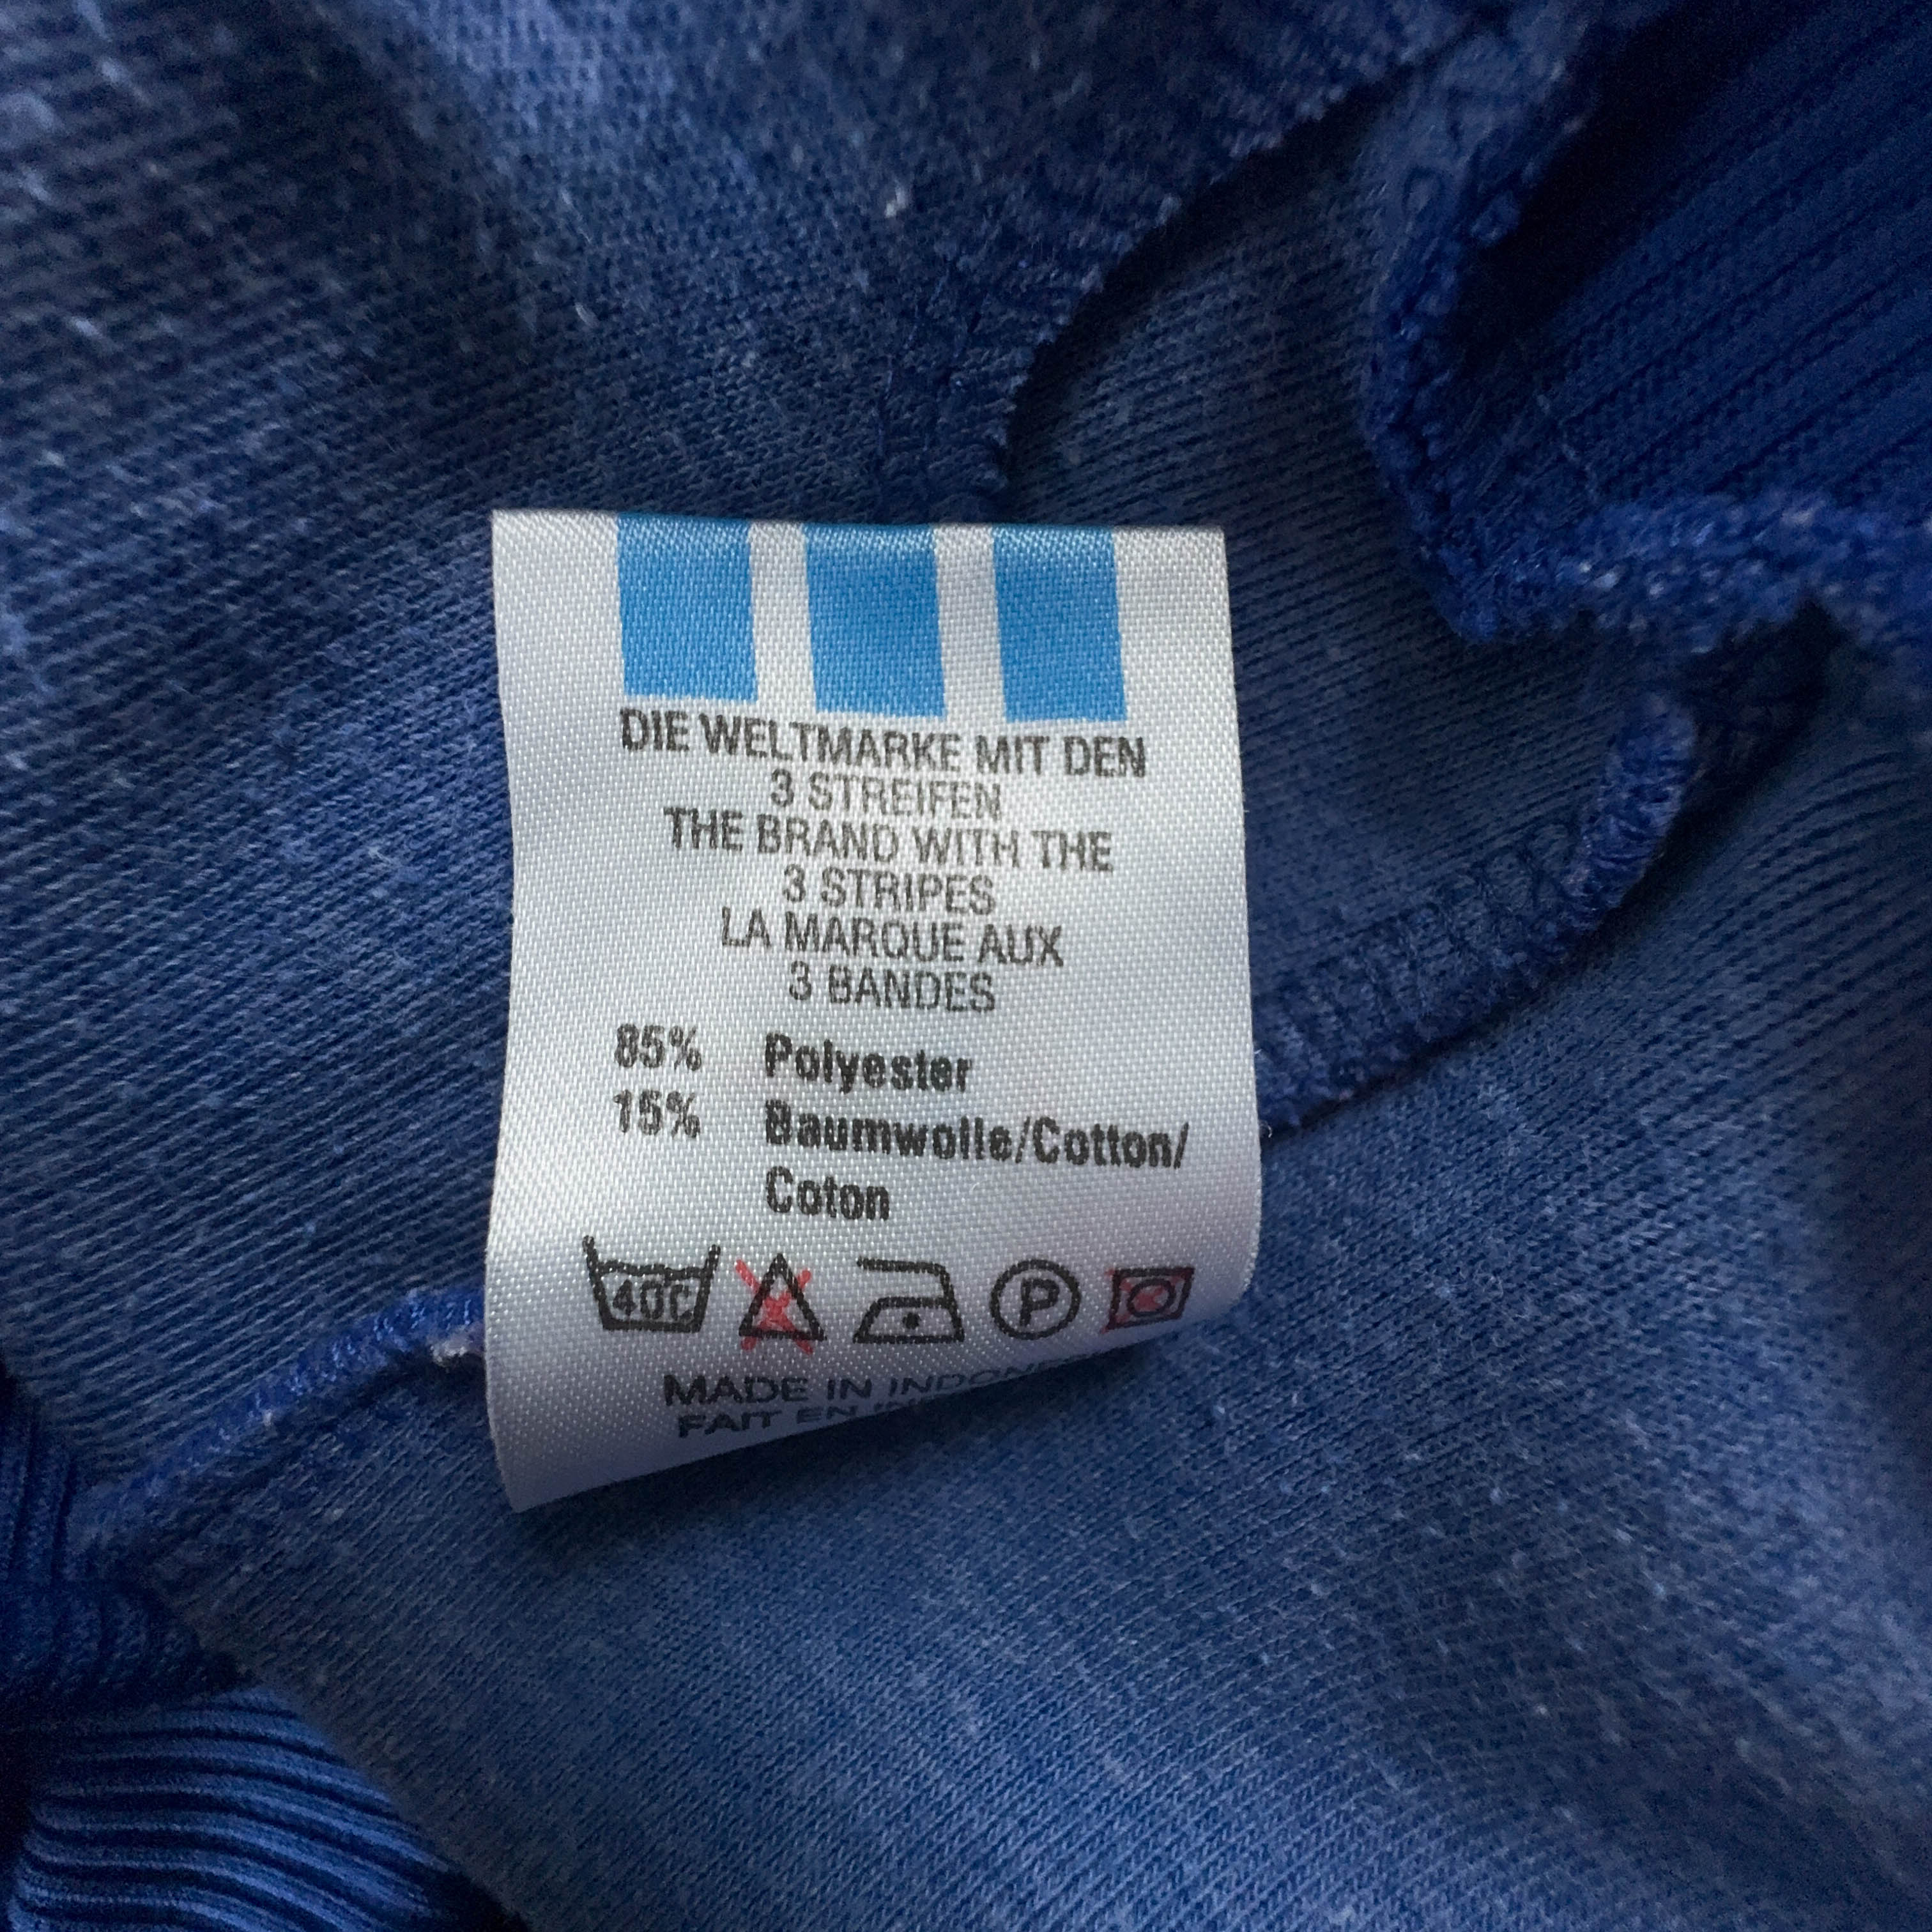 DIE WELTMARKE MIT DEN
3 STREIFEN
THE BRAND WITH THE
3 STRIPES
LA MARQUE AUX
3 BANDES
85% Polyester
15% Baumwolle/Cotton/
Coton
40C
P
MADE IN INDONE
FAIT EN